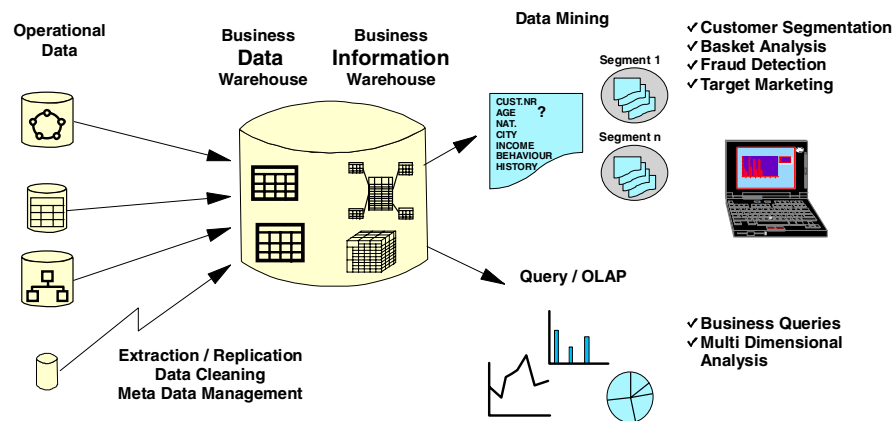 Operational
Data
Business
Data
Warehouse
Business
Information
Warehouse
Data Mining
Segment 1
CUST.NR
AGE ?
NAT.
CITY
INCOME
BEHAVIOUR
HISTORY
Segment n
✓Customer Segmentation
✓Basket Analysis
✓Fraud Detection
✓Target Marketing
Extraction / Replication
Data Cleaning
Meta Data Management
Query / OLAP
✓Business Queries
✓Multi Dimensional
Analysis